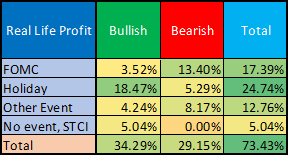 Real Life Profit Bullish Bearish Total
FOMC 3.52% 13.40% 17.39%
Holiday 18.47% 5.29% 24.74%
Other Event 4.24% 8.17% 12.76%
No event, STCI 5.04% 0.00% 5.04%
Total 34.29% 29.15% 73.43%